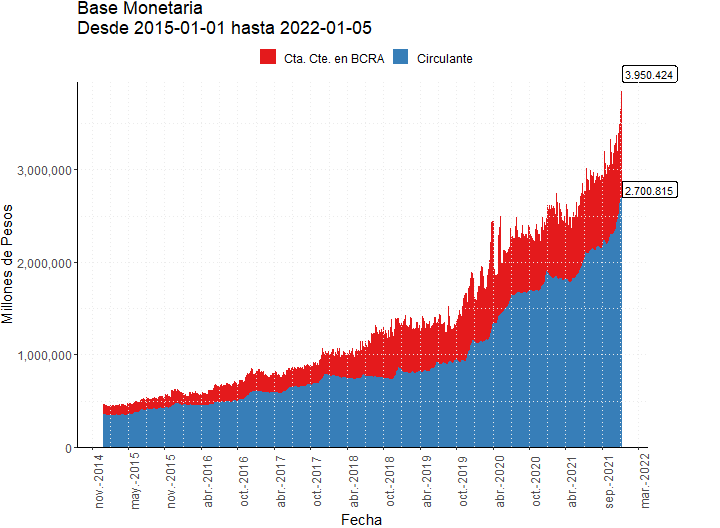 Base Monetaria
Desde 2015-01-01 hasta 2022-01-05
Cta. Cte. en BCRA
Circulante
3.950.424
2.700.815
3,000,000
2,000,000
1,000,000
0
Millones de Pesos
nov.-2014
may.-2015
nov.-2015
abr.-2016
oct.-2016
abr.-2017
oct.-2017
abr.-2018
oct.-2018
abr.-2019
oct.-2019
abr.-2020
oct.-2020
abr.-2021
sep.-2021
mar.-2022
Fecha